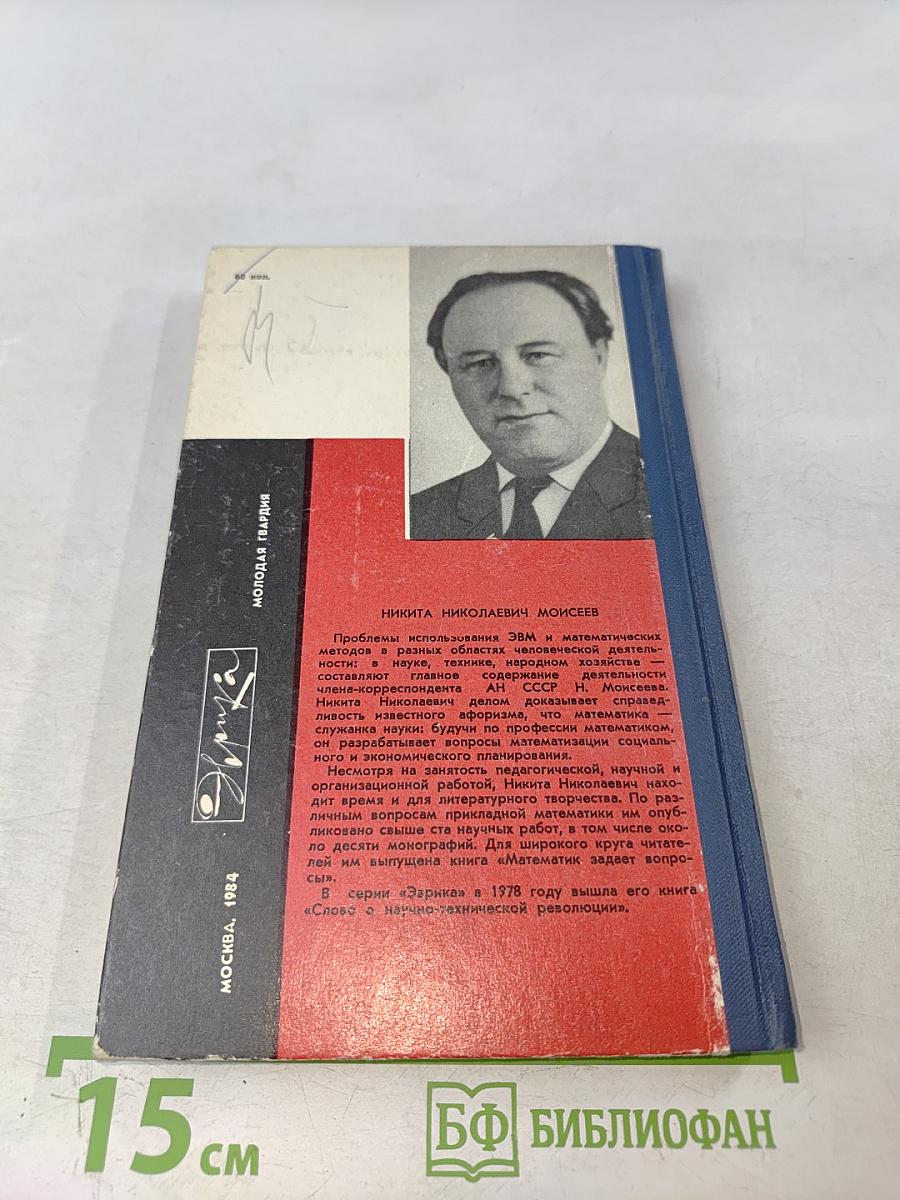 60 коп.
НИКИТА НИКОЛАЕВИЧ МОИСЕЕВ
Проблемы использования ЭВМ и математических
методов в разных областях человеческой деятель-
ности: в науке, технике, народном хозяйстве —
составляют главное содержание деятельности
члена-корреспондента АН СССР Н. Моисеева.
Никита Николаевич делом доказывает справед-
ливость известного афоризма, что математика —
служанка науки: будучи по профессии математиком,
он разрабатывает вопросы математизации социаль-
ного и экономического планирования.
Несмотря на занятость педагогической, научной и
организационной работой, Никита Николаевич нахо-
дит время и для литературного творчества. По раз-
личным вопросам прикладной математики им опуб-
ликовано свыше ста научных работ, в том числе око-
ло десяти монографий. Для широкого круга читате-
лей им выпущена книга «Математик задает вопро-
сы».
В серии «Эврика» в 1978 году вышла его книга
«Слово о научно-технической революции».
МОЛОДАЯ ГВАРДИЯ
Эврика
МОСКВА, 1984
15 см
БФ БИБЛИОФАН